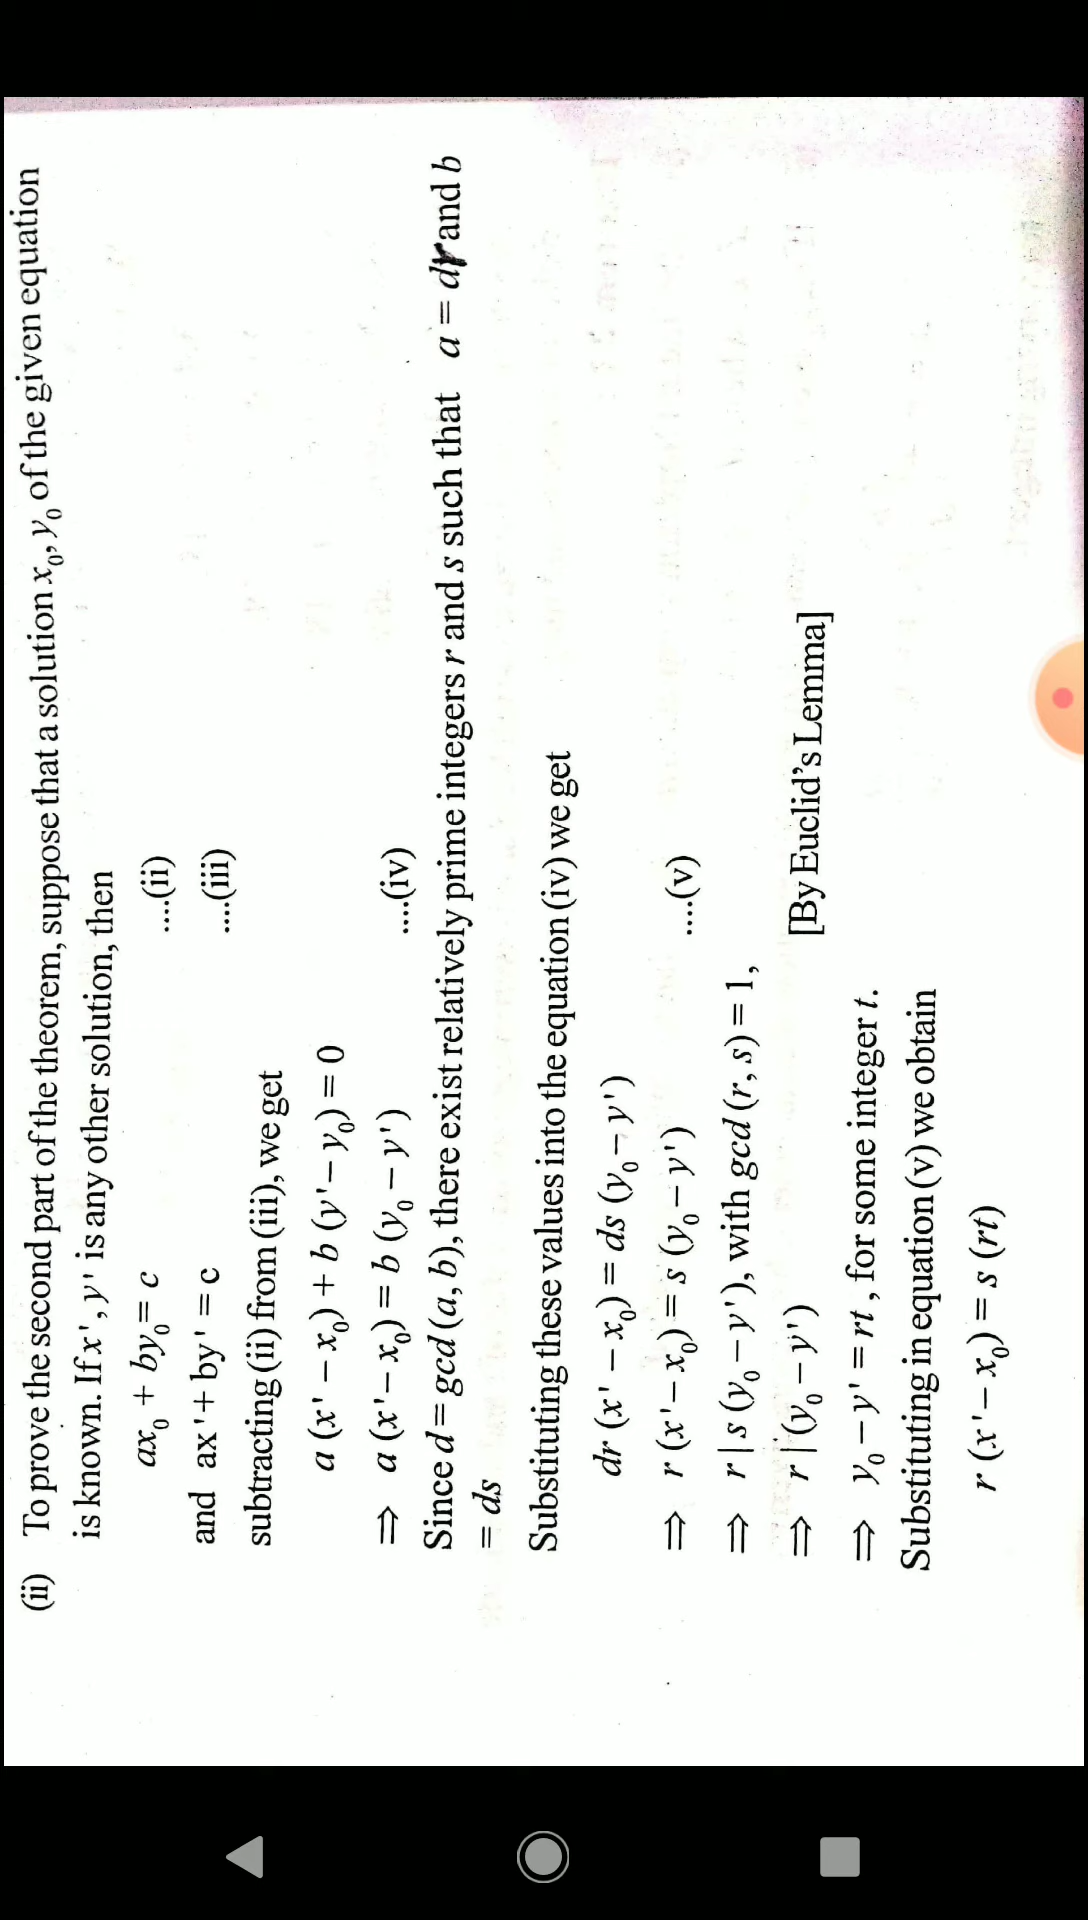 (ii) To prove the second part of the theorem, suppose that a solution x₀, y₀ of the given equation
is known. If x', y' is any other solution, then
ax₀ + by₀ = c ....(ii)
and ax' + by' = c ....(iii)
subtracting (ii) from (iii), we get
a (x' – x₀) + b (y' – y₀) = 0
⇒ a (x' – x₀) = b (y₀ – y') ....(iv)
Since d = gcd (a, b), there exist relatively prime integers r and s such that a = dr and b
= ds
Substituting these values into the equation (iv) we get
dr (x' – x₀) = ds (y₀ – y')
⇒ r (x' – x₀) = s (y₀ – y') ....(v)
⇒ r | s (y₀ – y'), with gcd (r, s) = 1,
⇒ r | (y₀ – y') [By Euclid's Lemma]
⇒ y₀ – y' = rt , for some integer t.
Substituting in equation (v) we obtain
r (x' – x₀) = s (rt)